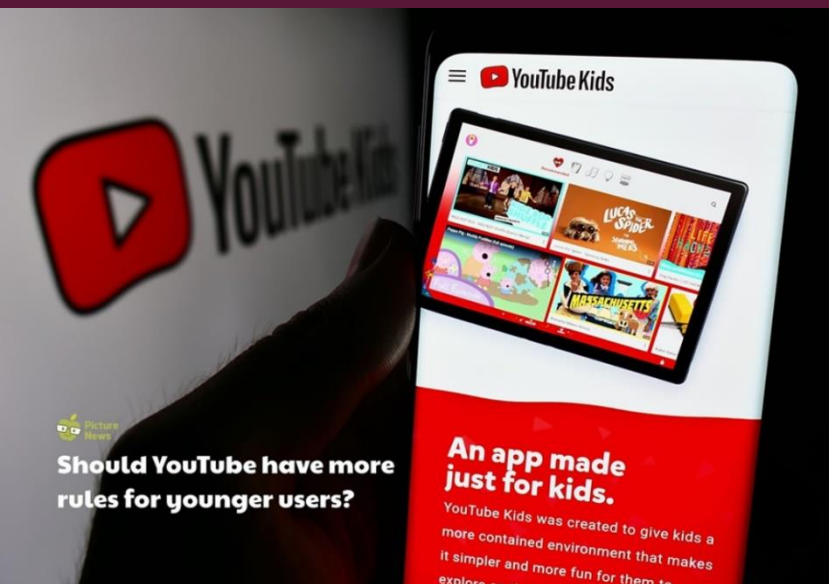 YouTube Kids
YouTube Kids
LUCAS THE
SPIDER
MASSACHUSETTS
Picture
News
Should YouTube have more
rules for younger users?
An app made
just for kids.
YouTube Kids was created to give kids a
more contained environment that makes
it simpler and more fun for them to